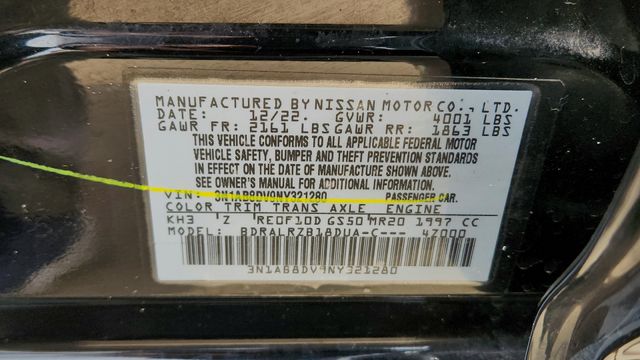 MANUFACTURED BY NISSAN MOTOR CO., LTD.
DATE: 12/22. GVWR: 4001 LBS
GAWR FR: 2161 LBS GAWR RR: 1863 LBS
THIS VEHICLE CONFORMS TO ALL APPLICABLE FEDERAL MOTOR
VEHICLE SAFETY, BUMPER AND THEFT PREVENTION STANDARDS
IN EFFECT ON THE DATE OF MANUFACTURE SHOWN ABOVE.
SEE OWNER'S MANUAL FOR ADDITIONAL INFORMATION.
VIN: 3N1AB8DV9NY321280 PASSENGER CAR.
COLOR TRIM TRANS AXLE ENGINE
KH3 Z RE0F10D GS50 MR20 1997 CC
MODEL: BDRALRZB18DUA-C--- 47000
3N1AB8DV9NY321280